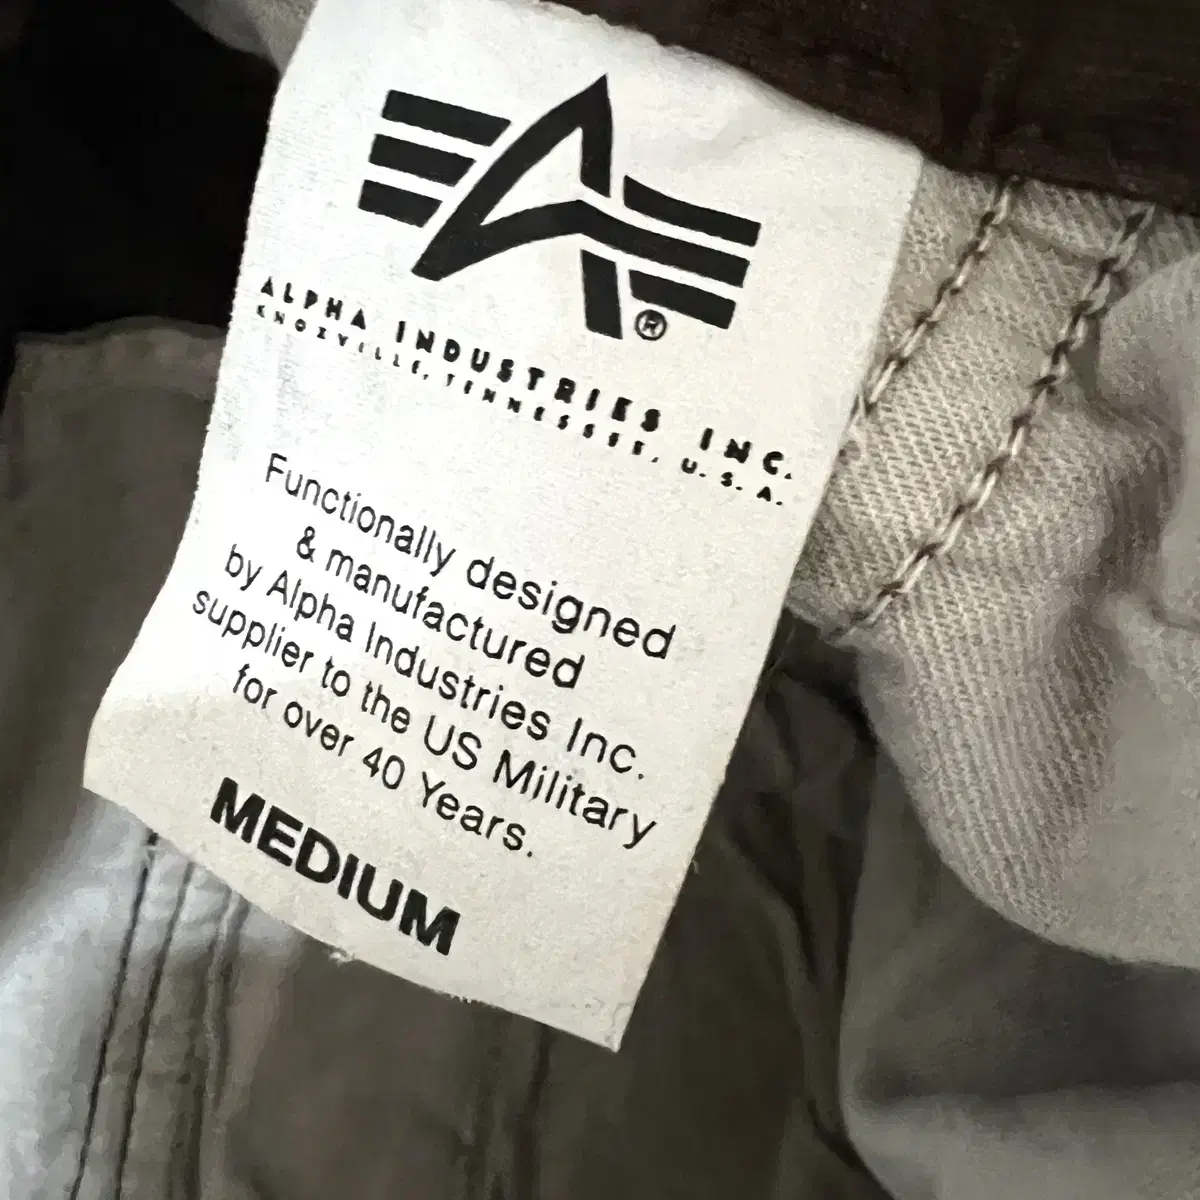 ®
ALPHA INDUSTRIES INC.
KNOXVILLE, TENNESSEE, U.S.A.
Functionally designed
& manufactured
by Alpha Industries Inc.
supplier to the US Military
for over 40 Years.
MEDIUM